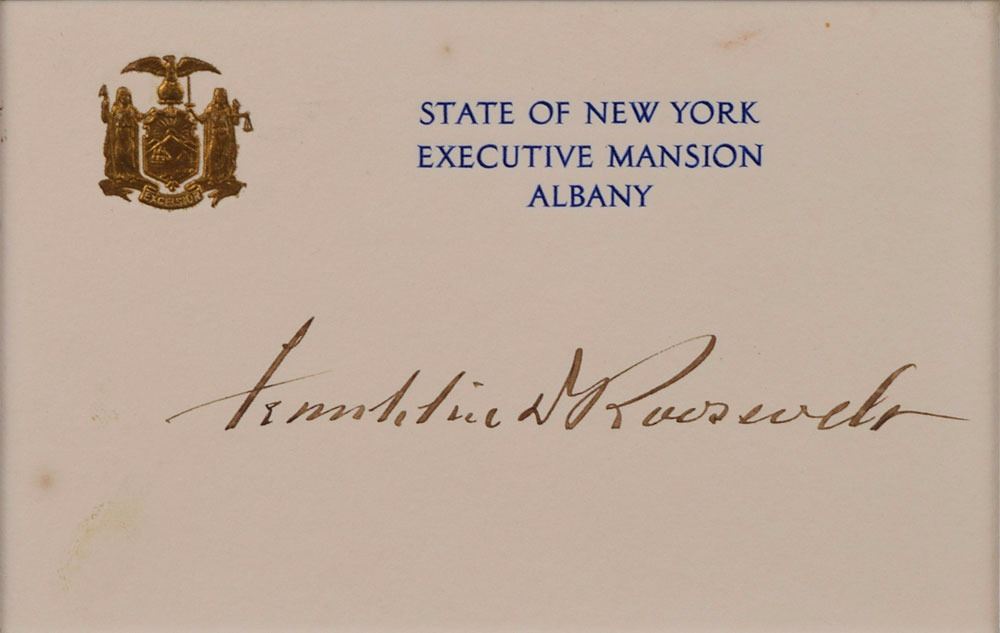 STATE OF NEW YORK
EXECUTIVE MANSION
ALBANY
EXCELSIOR
Franklin D Roosevelt